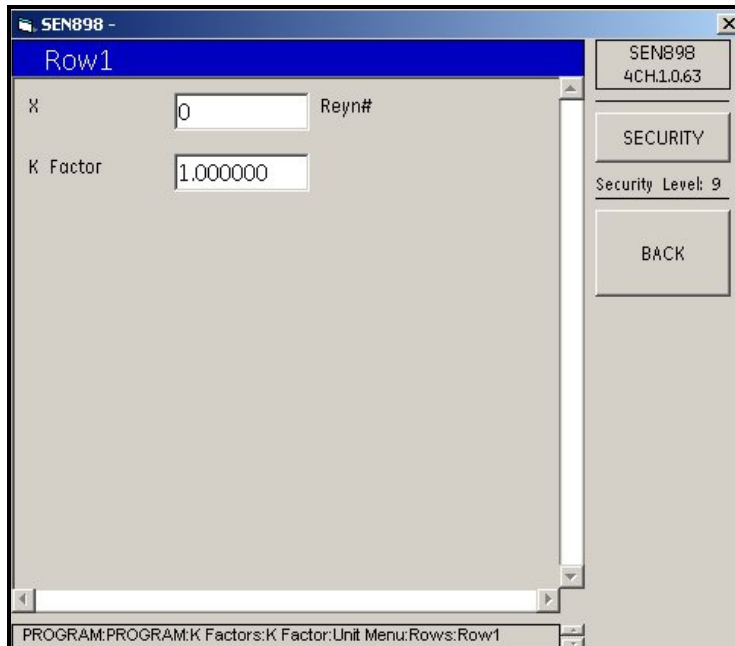 SEN898 -
Row1
X
0
Reyn#
K Factor
1.000000
SEN898
4CH.1.0.63
SECURITY
Security Level: 9
BACK
PROGRAM:PROGRAM:K Factors:K Factor:Unit Menu:Rows:Row1